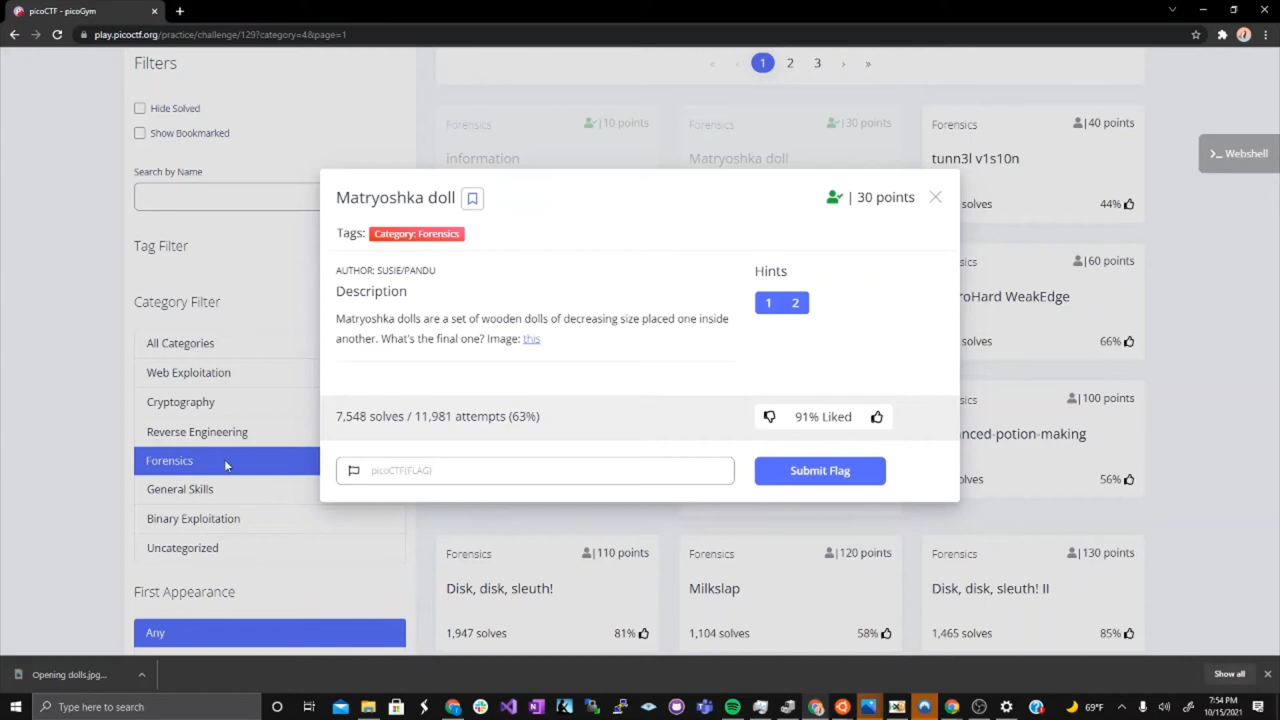 picoCTF - picoGym
play.picoctf.org/practice/challenge/129?category=4&page=1
Filters
Hide Solved
Show Bookmarked
Search by Name
Tag Filter
Category Filter
All Categories
Web Exploitation
Cryptography
Reverse Engineering
Forensics
General Skills
Binary Exploitation
Uncategorized
First Appearance
Any
« ‹ 1 2 3 › »
Forensics |10 points
information
Forensics |30 points
Matryoshka doll
Forensics |40 points
tunn3l v1s10n
solves 44%
>_ Webshell
Matryoshka doll
| 30 points
Tags: Category: Forensics
AUTHOR: SUSIE/PANDU
Description
Matryoshka dolls are a set of wooden dolls of decreasing size placed one inside
another. What's the final one? Image: this
Hints
1 2
7,548 solves / 11,981 attempts (63%)
91% Liked
picoCTF{FLAG}
Submit Flag
|60 points
roHard WeakEdge
66%
|100 points
nced-potion-making
56%
Forensics |110 points
Disk, disk, sleuth!
1,947 solves 81%
Forensics |120 points
Milkslap
1,104 solves 58%
Forensics |130 points
Disk, disk, sleuth! II
1,465 solves 85%
Opening dolls.jpg...
Show all
Type here to search
69°F
7:54 PM
10/15/2021